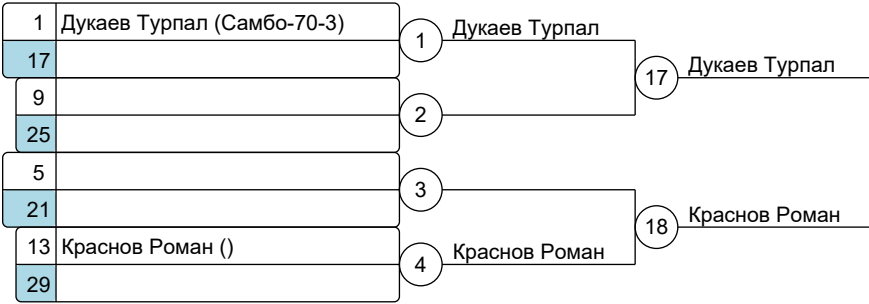 1 Дукаев Турпал (Самбо-70-3)
17
1 Дукаев Турпал
17 Дукаев Турпал
9
25
2
5
21
3
18 Краснов Роман
13 Краснов Роман ()
29
4 Краснов Роман